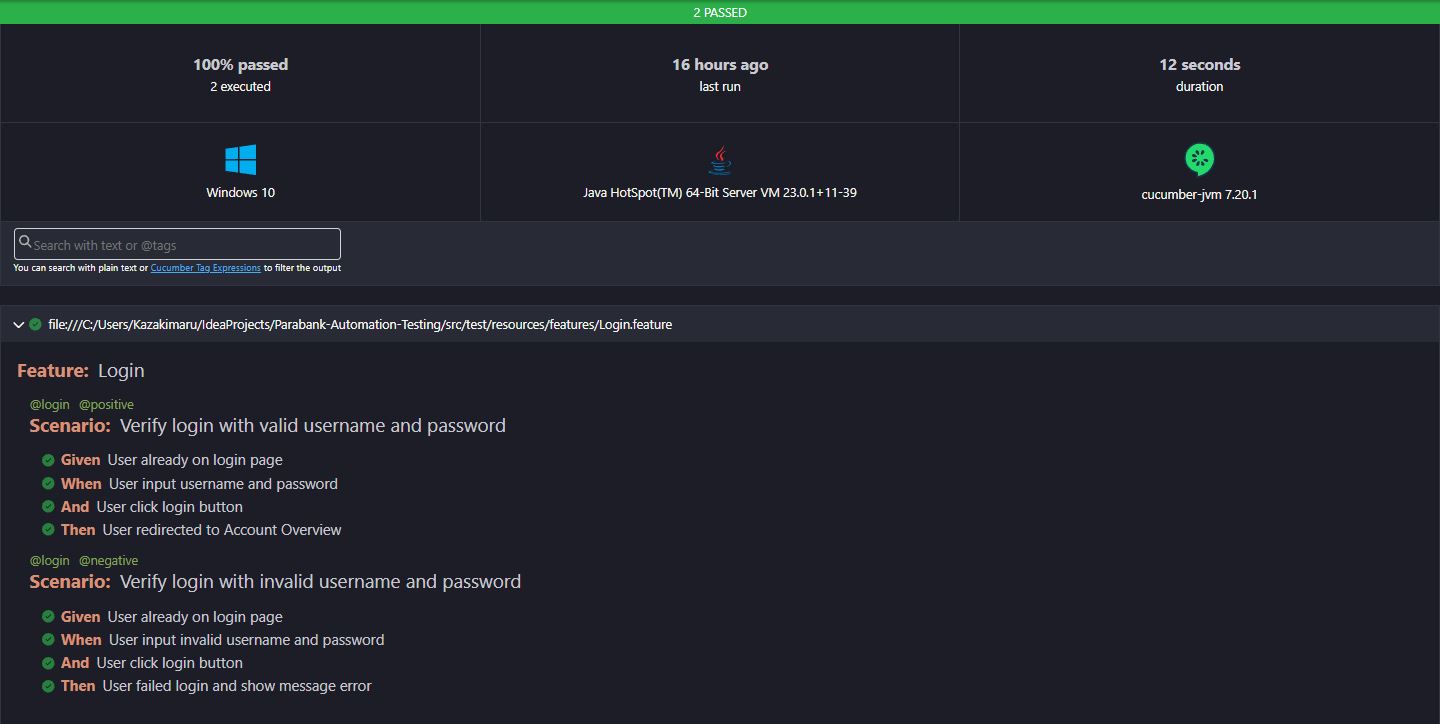 2 PASSED
100% passed
2 executed
16 hours ago
last run
12 seconds
duration
Windows 10
Java HotSpot(TM) 64-Bit Server VM 23.0.1+11-39
cucumber-jvm 7.20.1
Search with text or @tags
You can search with plain text or Cucumber Tag Expressions to filter the output
file:///C:/Users/Kazakimaru/IdeaProjects/Parabank-Automation-Testing/src/test/resources/features/Login.feature
Feature: Login
@login @positive
Scenario: Verify login with valid username and password
Given User already on login page
When User input username and password
And User click login button
Then User redirected to Account Overview
@login @negative
Scenario: Verify login with invalid username and password
Given User already on login page
When User input invalid username and password
And User click login button
Then User failed login and show message error